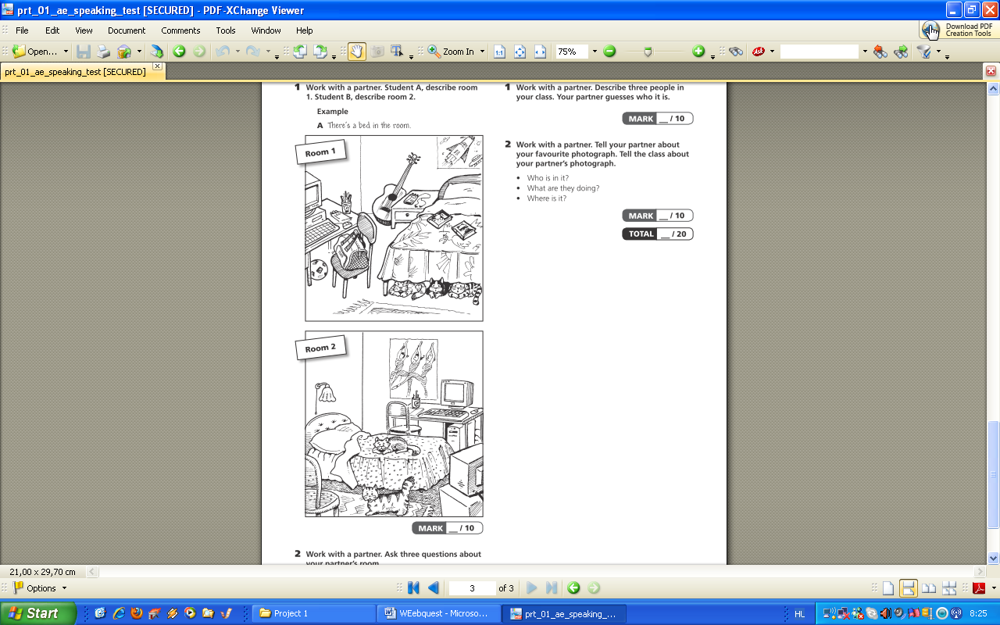 prt_01_ae_speaking_test [SECURED] - PDF-XChange Viewer
File Edit View Document Comments Tools Window Help
Download PDF
Creation Tools
Open... Zoom In 1:1 75% Ask
prt_01_ae_speaking_test [SECURED]
1 Work with a partner. Student A, describe room
1. Student B, describe room 2.
Example
A There's a bed in the room.
Room 1
Room 2
MARK __ / 10
2 Work with a partner. Ask three questions about
your partner's room
1 Work with a partner. Describe three people in
your class. Your partner guesses who it is.
MARK __ / 10
2 Work with a partner. Tell your partner about
your favourite photograph. Tell the class about
your partner's photograph.
• Who is in it?
• What are they doing?
• Where is it?
MARK __ / 10
TOTAL __ / 20
21,00 x 29,70 cm
Options 3 of 3
Start Project 1 WEebquest - Microso... prt_01_ae_speaking_... HL 8:25